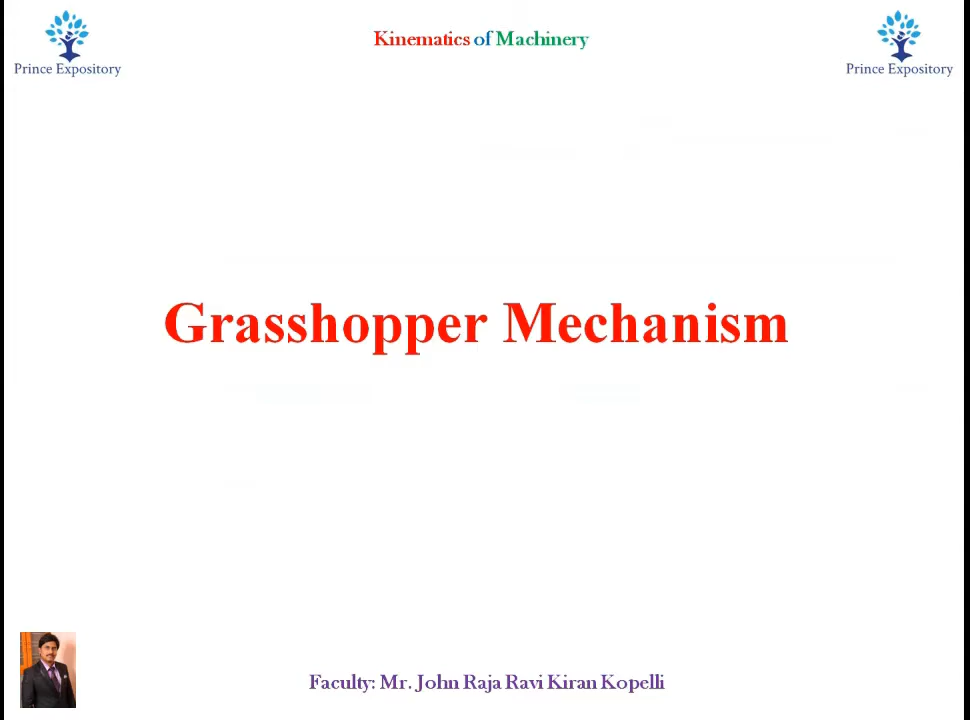 Kinematics of Machinery
Prince Expository
Prince Expository
Grasshopper Mechanism
Faculty: Mr. John Raja Ravi Kiran Kopelli